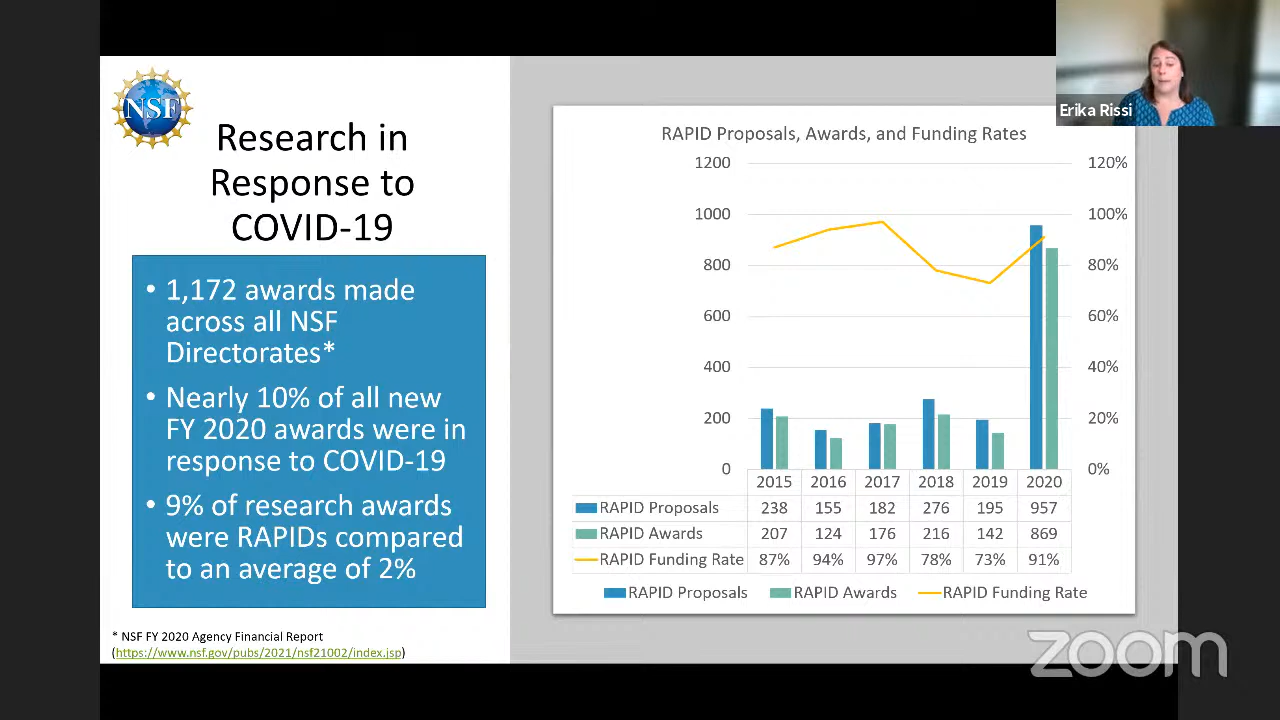 NSF
Research in
Response to
COVID-19
• 1,172 awards made
across all NSF
Directorates*
• Nearly 10% of all new
FY 2020 awards were in
response to COVID-19
• 9% of research awards
were RAPIDs compared
to an average of 2%
* NSF FY 2020 Agency Financial Report
(https://www.nsf.gov/pubs/2021/nsf21002/index.jsp)
RAPID Proposals, Awards, and Funding Rates
1200 120%
1000 100%
800 80%
600 60%
400 40%
200 20%
0 0%
2015 2016 2017 2018 2019 2020
RAPID Proposals 238 155 182 276 195 957
RAPID Awards 207 124 176 216 142 869
RAPID Funding Rate 87% 94% 97% 78% 73% 91%
RAPID Proposals RAPID Awards RAPID Funding Rate
Erika Rissi
zoom